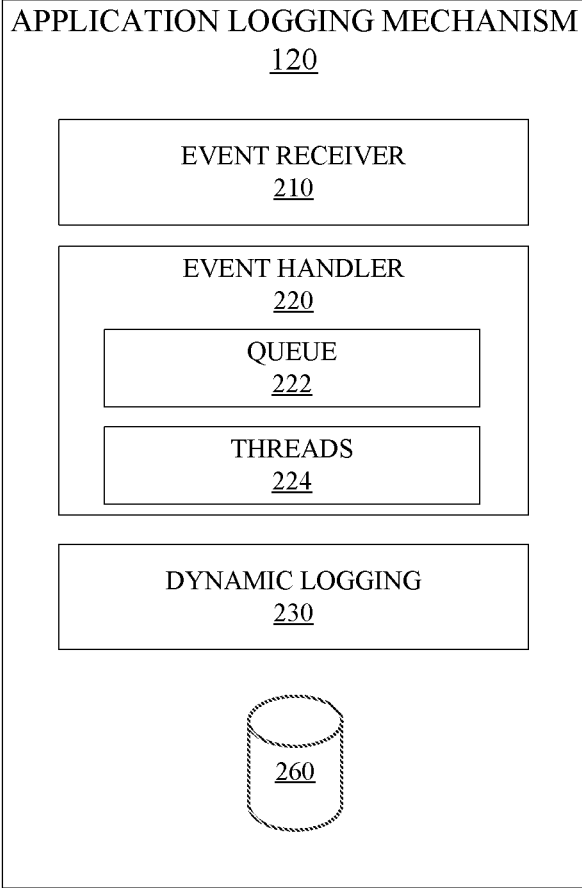 APPLICATION LOGGING MECHANISM
120
EVENT RECEIVER
210
EVENT HANDLER
220
QUEUE
222
THREADS
224
DYNAMIC LOGGING
230
260